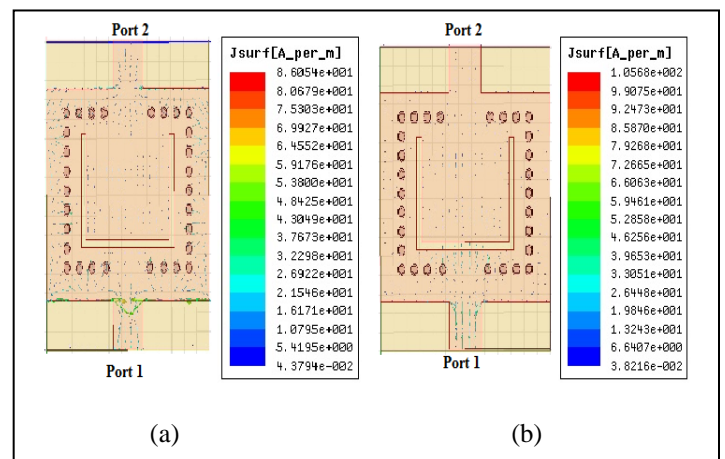 Port 2
Jsurf[A_per_m]
8.6054e+001
8.0679e+001
7.5303e+001
6.9927e+001
6.4552e+001
5.9176e+001
5.3800e+001
4.8425e+001
4.3049e+001
3.7673e+001
3.2298e+001
2.6922e+001
2.1546e+001
1.6171e+001
1.0795e+001
5.4195e+000
4.3794e-002
Port 1
(a)
Port 2
Jsurf[A_per_m]
1.0568e+002
9.9075e+001
9.2473e+001
8.5870e+001
7.9268e+001
7.2665e+001
6.6063e+001
5.9461e+001
5.2858e+001
4.6256e+001
3.9653e+001
3.3051e+001
2.6448e+001
1.9846e+001
1.3243e+001
6.6407e+000
3.8216e-002
Port 1
(b)